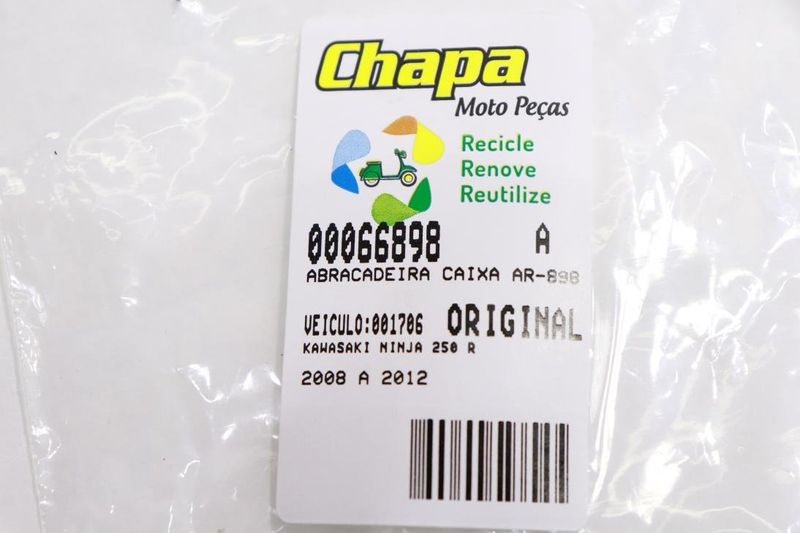 Chapa
Moto Peças
Recicle
Renove
Reutilize
00066898 A
ABRACADEIRA CAIXA AR-898
VEICULO:001706 ORIGINAL
KAWASAKI NINJA 250 R
2008 A 2012